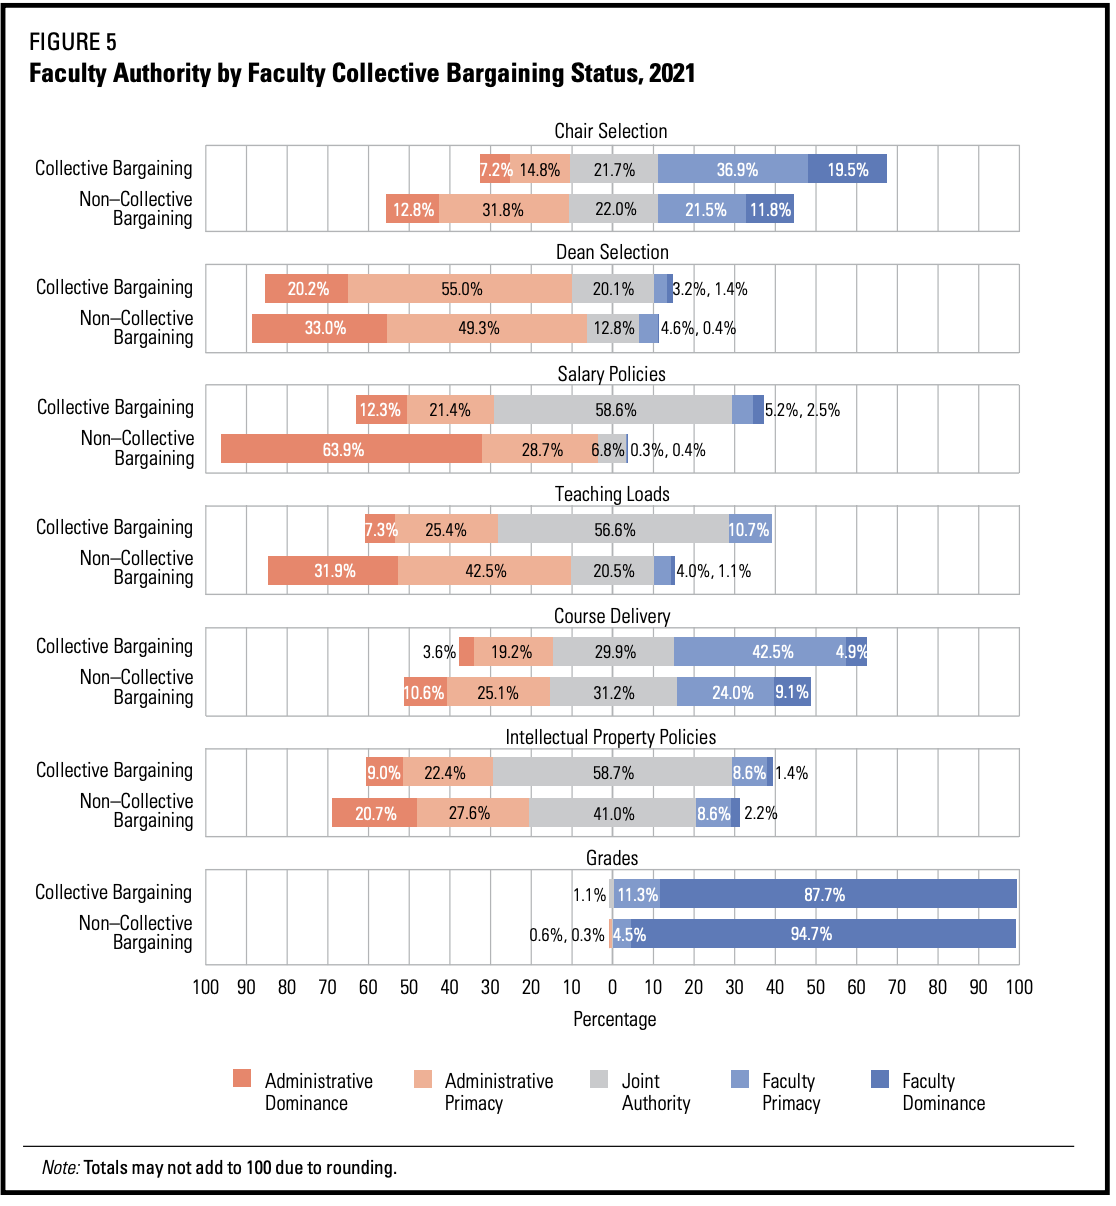 FIGURE 5
Faculty Authority by Faculty Collective Bargaining Status, 2021
Chair Selection
Collective Bargaining
7.2% 14.8% 21.7% 36.9% 19.5%
Non–Collective
Bargaining
12.8% 31.8% 22.0% 21.5% 11.8%
Dean Selection
Collective Bargaining
20.2% 55.0% 20.1% 3.2%, 1.4%
Non–Collective
Bargaining
33.0% 49.3% 12.8% 4.6%, 0.4%
Salary Policies
Collective Bargaining
12.3% 21.4% 58.6% 5.2%, 2.5%
Non–Collective
Bargaining
63.9% 28.7% 6.8% 0.3%, 0.4%
Teaching Loads
Collective Bargaining
7.3% 25.4% 56.6% 10.7%
Non–Collective
Bargaining
31.9% 42.5% 20.5% 4.0%, 1.1%
Course Delivery
Collective Bargaining
3.6% 19.2% 29.9% 42.5% 4.9%
Non–Collective
Bargaining
10.6% 25.1% 31.2% 24.0% 9.1%
Intellectual Property Policies
Collective Bargaining
9.0% 22.4% 58.7% 8.6% 1.4%
Non–Collective
Bargaining
20.7% 27.6% 41.0% 8.6% 2.2%
Grades
Collective Bargaining
1.1% 11.3% 87.7%
Non–Collective
Bargaining
0.6%, 0.3% 4.5% 94.7%
100 90 80 70 60 50 40 30 20 10 0 10 20 30 40 50 60 70 80 90 100
Percentage
Administrative
Dominance
Administrative
Primacy
Joint
Authority
Faculty
Primacy
Faculty
Dominance
Note: Totals may not add to 100 due to rounding.